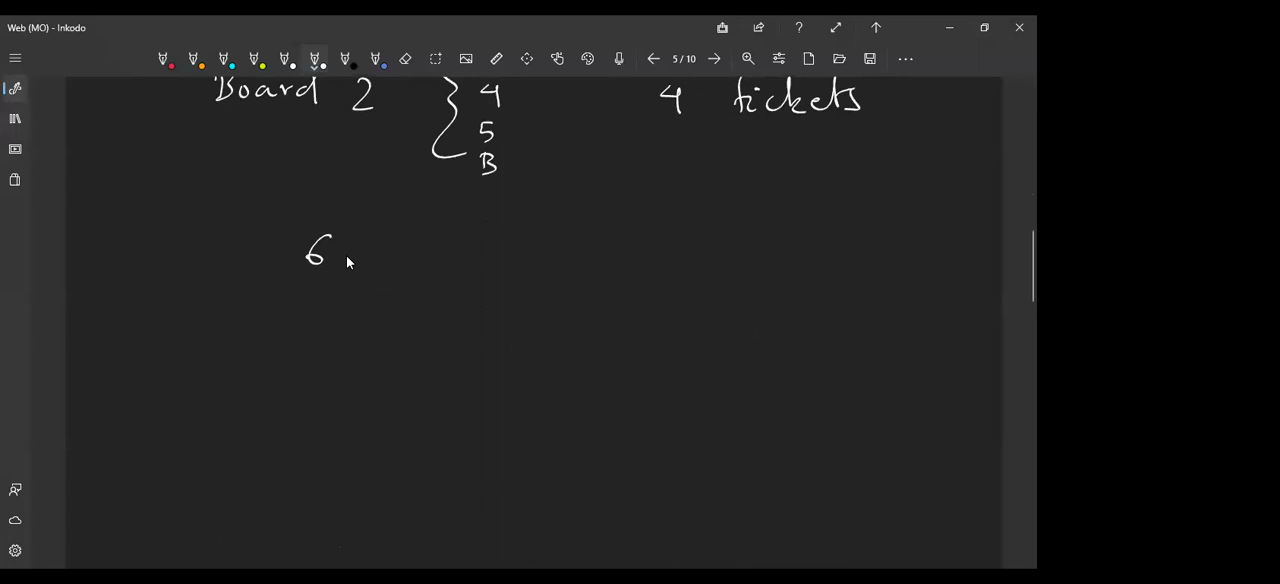 Web (MO) - Inkodo
5 / 10
Board 2 { 4 4 tickets
5
B
6